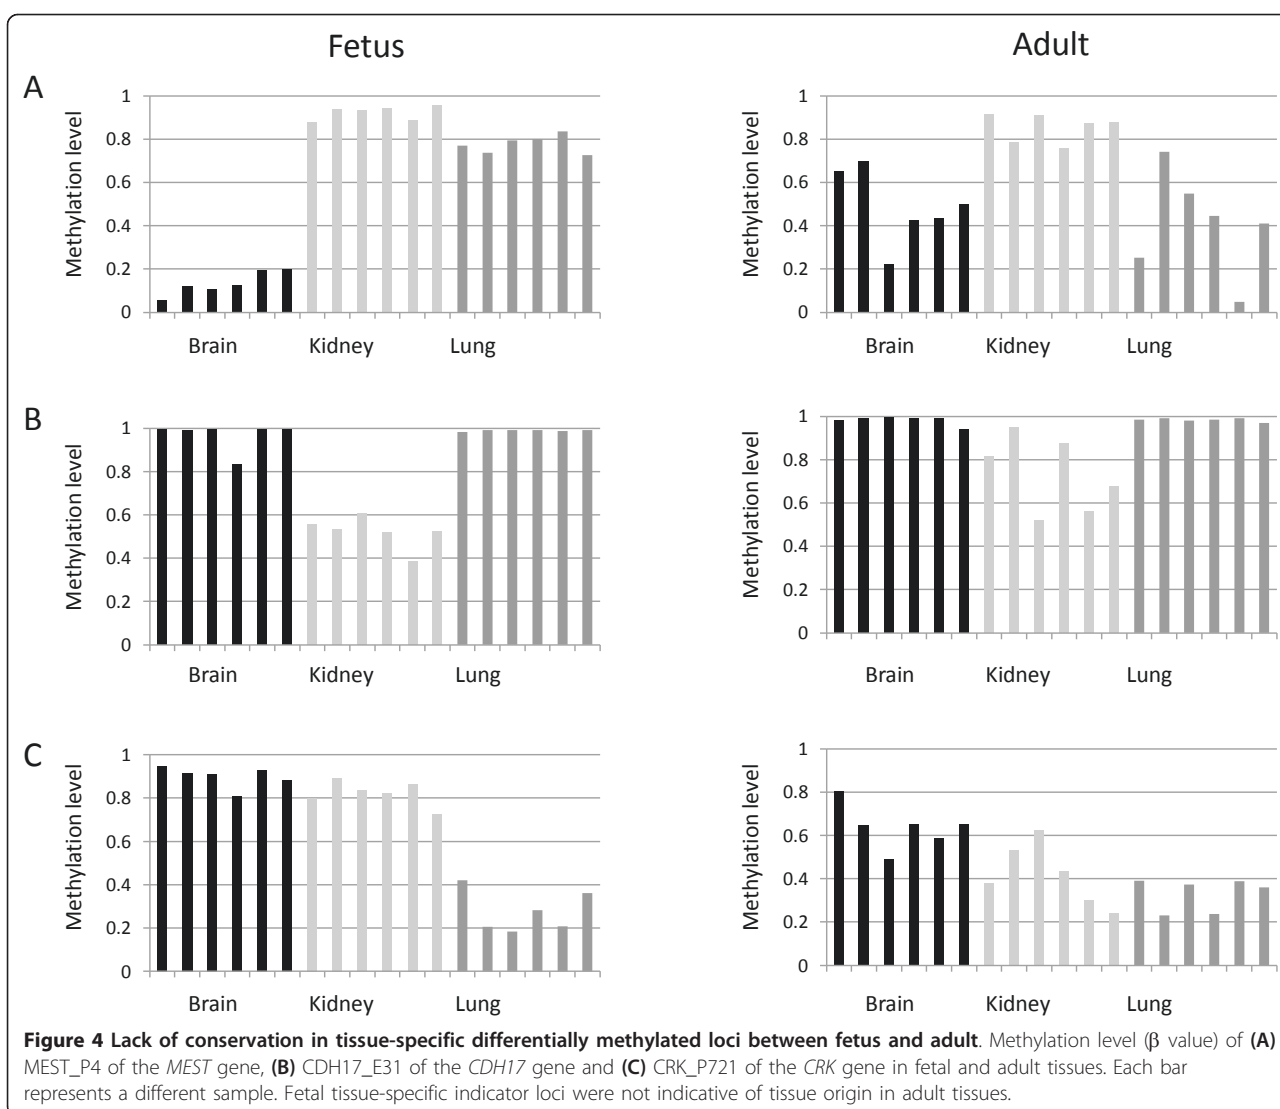 Fetus Adult
A
Methylation level
1
0.8
0.6
0.4
0.2
0
Brain Kidney Lung
Methylation level
1
0.8
0.6
0.4
0.2
0
Brain Kidney Lung
B
Methylation level
1
0.8
0.6
0.4
0.2
0
Brain Kidney Lung
Methylation level
1
0.8
0.6
0.4
0.2
0
Brain Kidney Lung
C
Methylation level
1
0.8
0.6
0.4
0.2
0
Brain Kidney Lung
Methylation level
1
0.8
0.6
0.4
0.2
0
Brain Kidney Lung
Figure 4 Lack of conservation in tissue-specific differentially methylated loci between fetus and adult. Methylation level (β value) of (A)
MEST_P4 of the MEST gene, (B) CDH17_E31 of the CDH17 gene and (C) CRK_P721 of the CRK gene in fetal and adult tissues. Each bar
represents a different sample. Fetal tissue-specific indicator loci were not indicative of tissue origin in adult tissues.